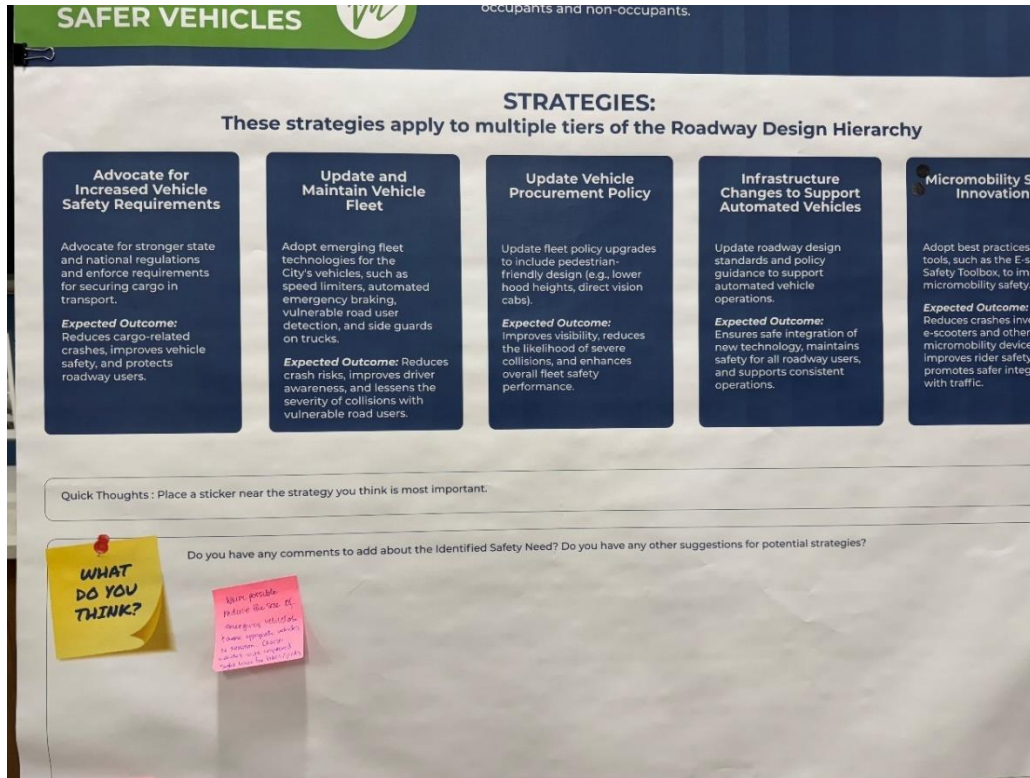 SAFER VEHICLES
occupants and non-occupants.
STRATEGIES:
These strategies apply to multiple tiers of the Roadway Design Hierarchy
Advocate for
Increased Vehicle
Safety Requirements
Advocate for stronger state
and national regulations
and enforce requirements
for securing cargo in
transport.
Expected Outcome:
Reduces cargo-related
crashes, improves vehicle
safety, and protects
roadway users.
Update and
Maintain Vehicle
Fleet
Adopt emerging fleet
technologies for the
City's vehicles, such as
speed limiters, automated
emergency braking,
vulnerable road user
detection, and side guards
on trucks.
Expected Outcome: Reduces
crash risks, improves driver
awareness, and lessens the
severity of collisions with
vulnerable road users.
Update Vehicle
Procurement Policy
Update fleet policy upgrades
to include pedestrian-
friendly design (e.g., lower
hood heights, direct vision
cabs).
Expected Outcome:
Improves visibility, reduces
the likelihood of severe
collisions, and enhances
overall fleet safety
performance.
Infrastructure
Changes to Support
Automated Vehicles
Update roadway design
standards and policy
guidance to support
automated vehicle
operations.
Expected Outcome:
Ensures safe integration of
new technology, maintains
safety for all roadway users,
and supports consistent
operations.
Micromobility S
Innovation
Adopt best practices
tools, such as the E-s
Safety Toolbox, to im
micromobility safety.
Expected Outcome:
Reduces crashes inv
e-scooters and other
micromobility device
improves rider safety
promotes safer integ
with traffic.
Quick Thoughts : Place a sticker near the strategy you think is most important.
WHAT
DO YOU
THINK?
Do you have any comments to add about the Identified Safety Need? Do you have any other suggestions for potential strategies?
When possible
reduce the size of
emergency vehicles.